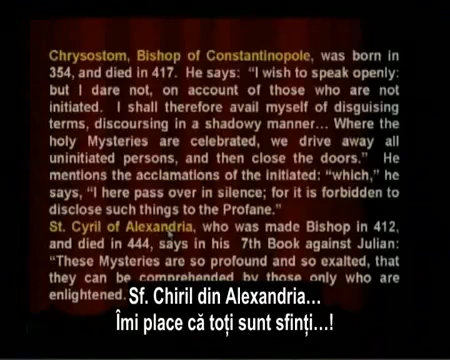 Chrysostom, Bishop of Constantinopole, was born in
354, and died in 417. He says: “I wish to speak openly:
but I dare not, on account of those who are not
initiated. I shall therefore avail myself of disguising
terms, discoursing in a shadowy manner... Where the
holy Mysteries are celebrated, we drive away all
uninitiated persons, and then close the doors.” He
mentions the acclamations of the initiated: “which,” he
says, “I here pass over in silence; for it is forbidden to
disclose such things to the Profane.”
St. Cyril of Alexandria, who was made Bishop in 412,
and died in 444, says in his 7th Book against Julian:
“These Mysteries are so profound and so exalted, that
they can be comprehended by those only who are
enlightened.
Sf. Chiril din Alexandria...
Îmi place că toți sunt sfinți...!